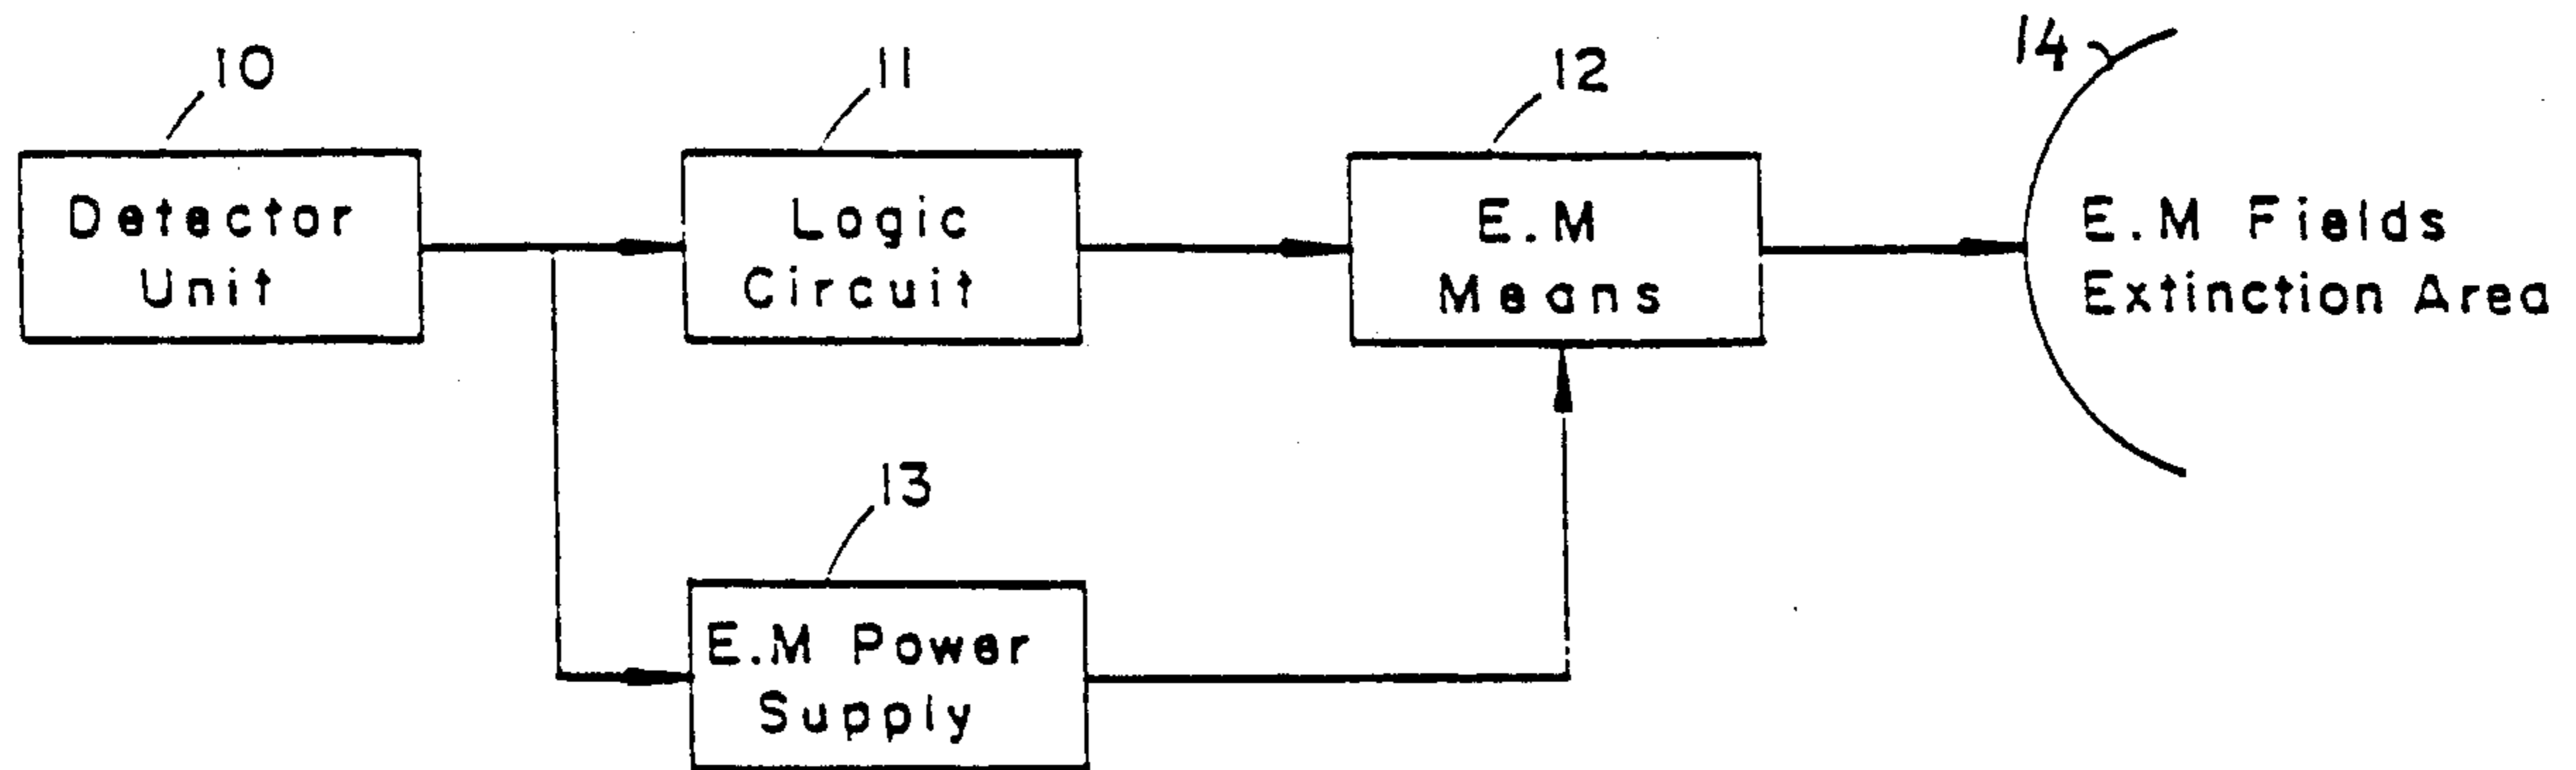 10
11
12
14
Detector
Unit
Logic
Circuit
E.M
Means
E.M Fields
Extinction Area
13
E.M Power
Supply